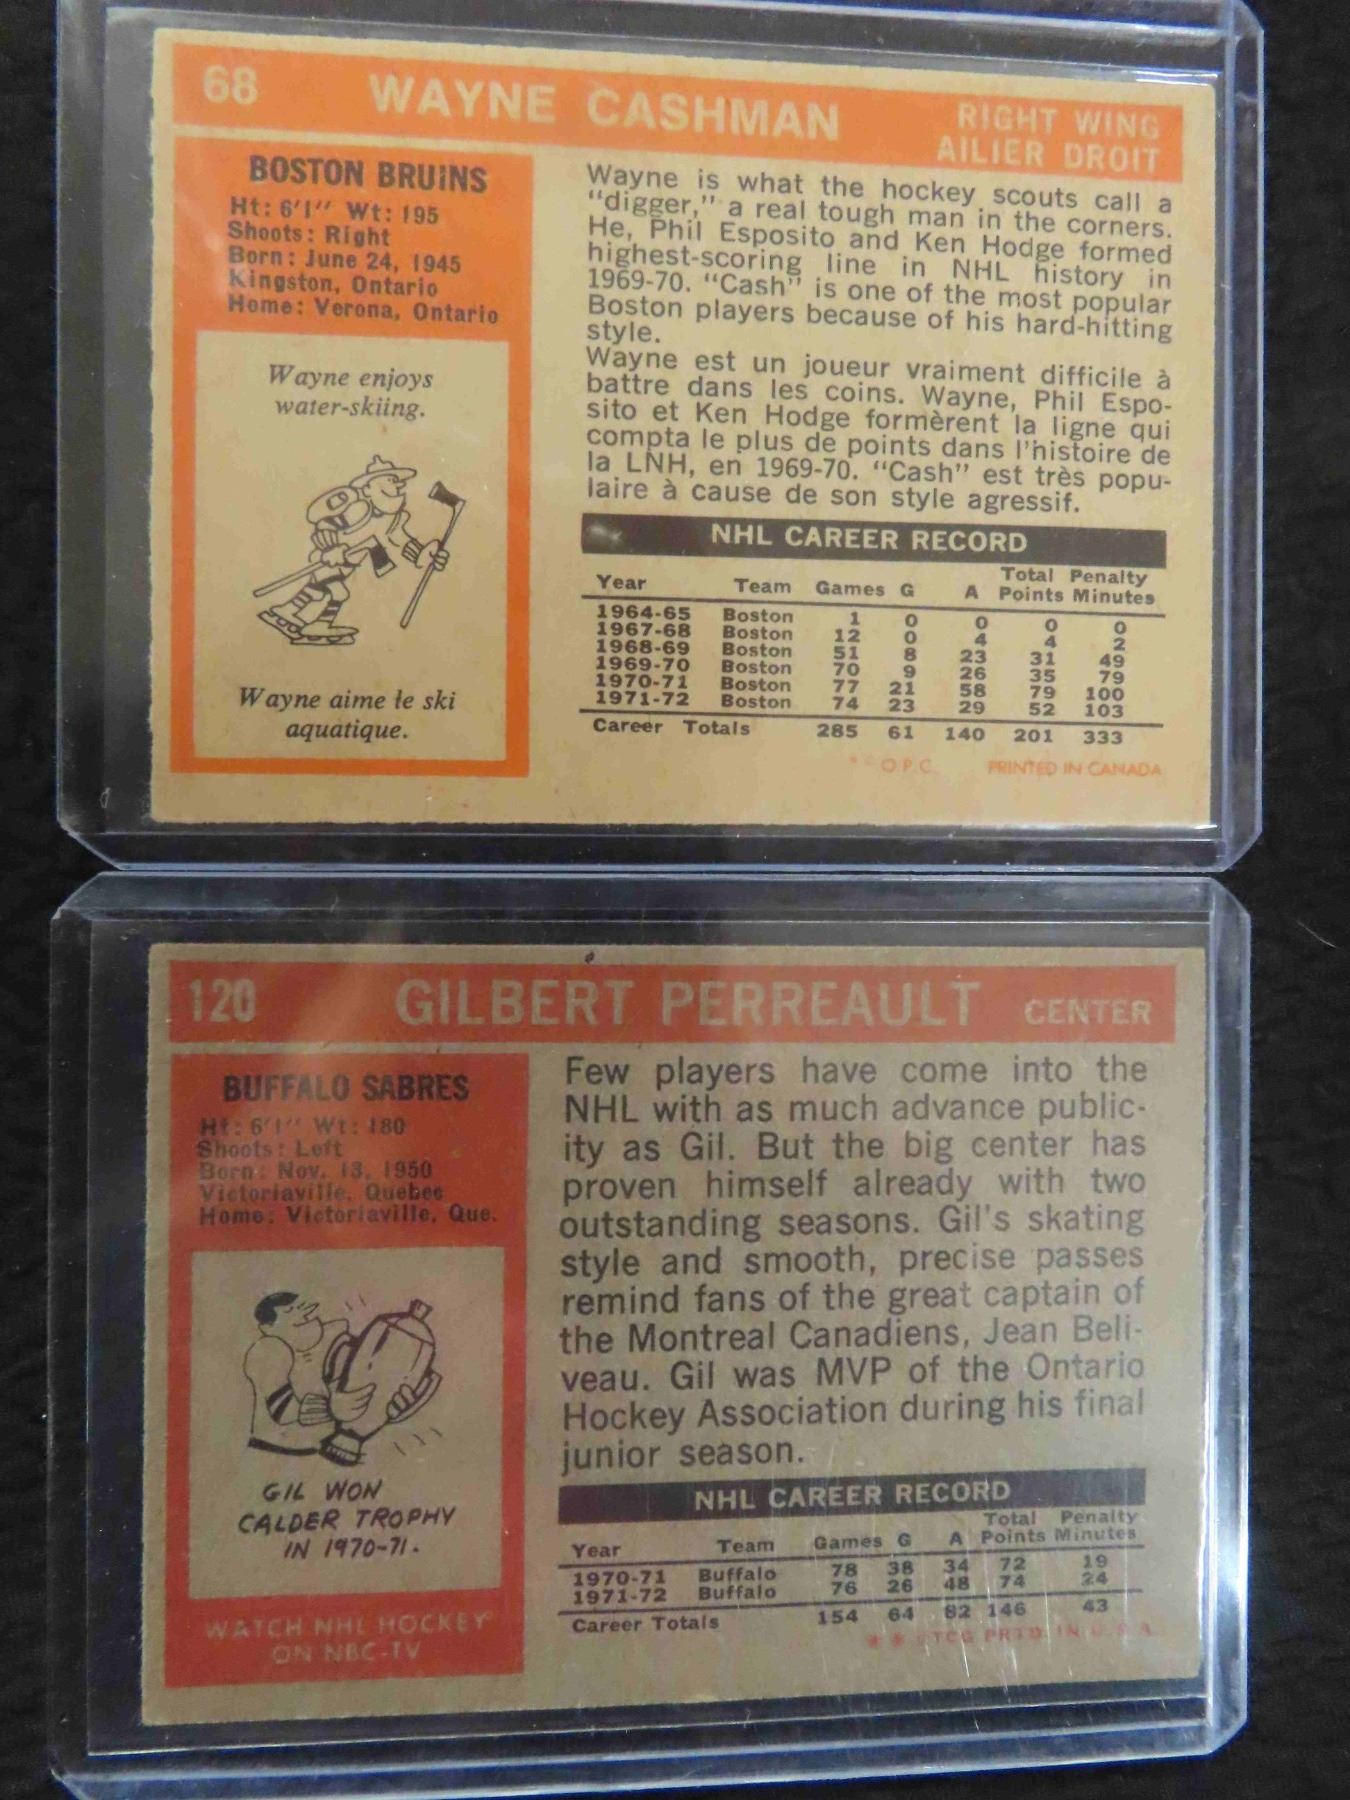 68 WAYNE CASHMAN RIGHT WING
AILIER DROIT
BOSTON BRUINS
Ht: 6'1" Wt: 195
Shoots: Right
Born: June 24, 1945
Kingston, Ontario
Home: Verona, Ontario
Wayne enjoys
water-skiing.
Wayne aime le ski
aquatique.
Wayne is what the hockey scouts call a
"digger," a real tough man in the corners.
He, Phil Esposito and Ken Hodge formed
highest-scoring line in NHL history in
1969-70. "Cash" is one of the most popular
Boston players because of his hard-hitting
style.
Wayne est un joueur vraiment difficile à
battre dans les coins. Wayne, Phil Espo-
sito et Ken Hodge formèrent la ligne qui
compta le plus de points dans l'histoire de
la LNH, en 1969-70. "Cash" est très popu-
laire à cause de son style agressif.
NHL CAREER RECORD
Year Team Games G A Total Points Penalty Minutes
1964-65 Boston 1 0 0 0 0
1967-68 Boston 12 0 4 4 2
1968-69 Boston 51 8 23 31 49
1969-70 Boston 70 9 26 35 79
1970-71 Boston 77 21 58 79 100
1971-72 Boston 74 23 29 52 103
Career Totals 285 61 140 201 333
* © O.P.C. PRINTED IN CANADA
120 GILBERT PERREAULT CENTER
BUFFALO SABRES
Ht: 6'1" Wt: 180
Shoots: Left
Born: Nov. 13, 1950
Victoriaville, Quebec
Home: Victoriaville, Que.
GIL WON
CALDER TROPHY
IN 1970-71.
WATCH NHL HOCKEY
ON NBC-TV
Few players have come into the
NHL with as much advance public-
ity as Gil. But the big center has
proven himself already with two
outstanding seasons. Gil's skating
style and smooth, precise passes
remind fans of the great captain of
the Montreal Canadiens, Jean Beli-
veau. Gil was MVP of the Ontario
Hockey Association during his final
junior season.
NHL CAREER RECORD
Year Team Games G A Total Points Penalty Minutes
1970-71 Buffalo 78 38 34 72 19
1971-72 Buffalo 76 26 48 74 24
Career Totals 154 64 82 146 43
* * ©TCG PRTD. IN U.S.A.